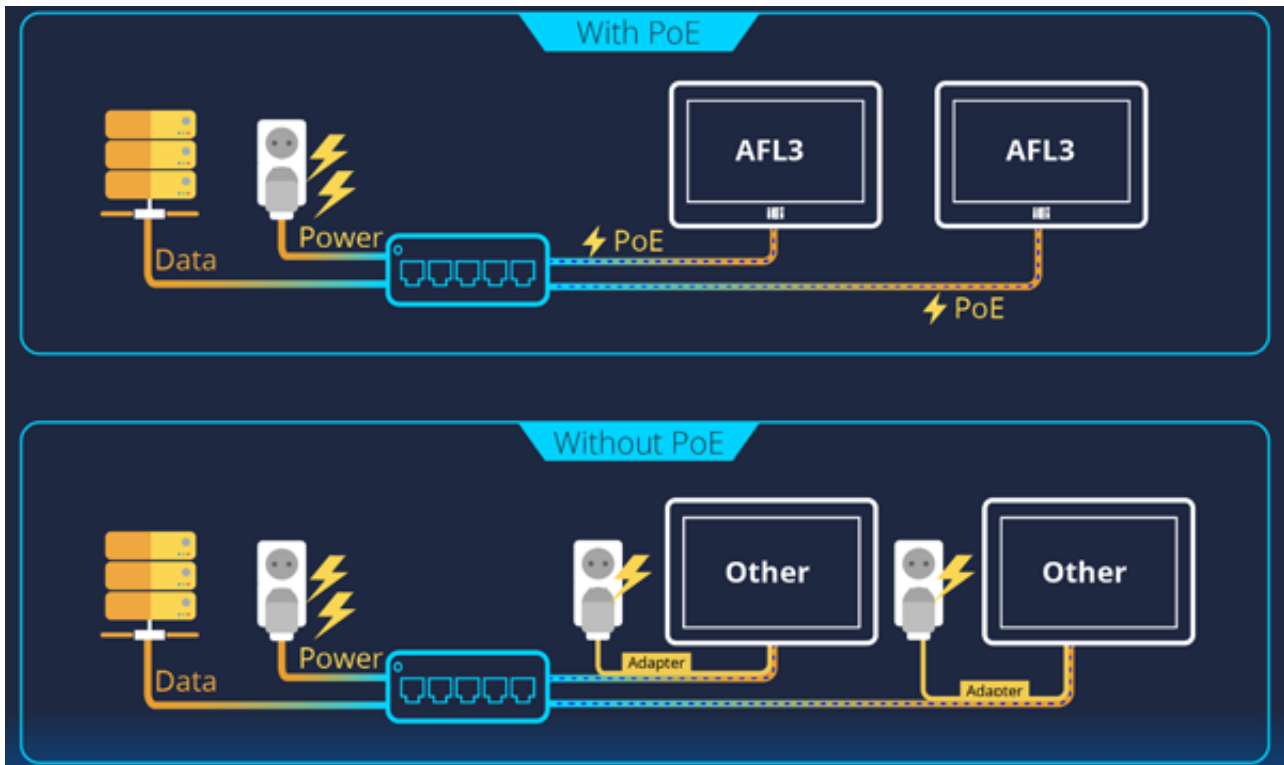 With PoE
AFL3
AFL3
Power
PoE
Data
PoE
Without PoE
Other
Other
Power
Adapter
Data
Adapter